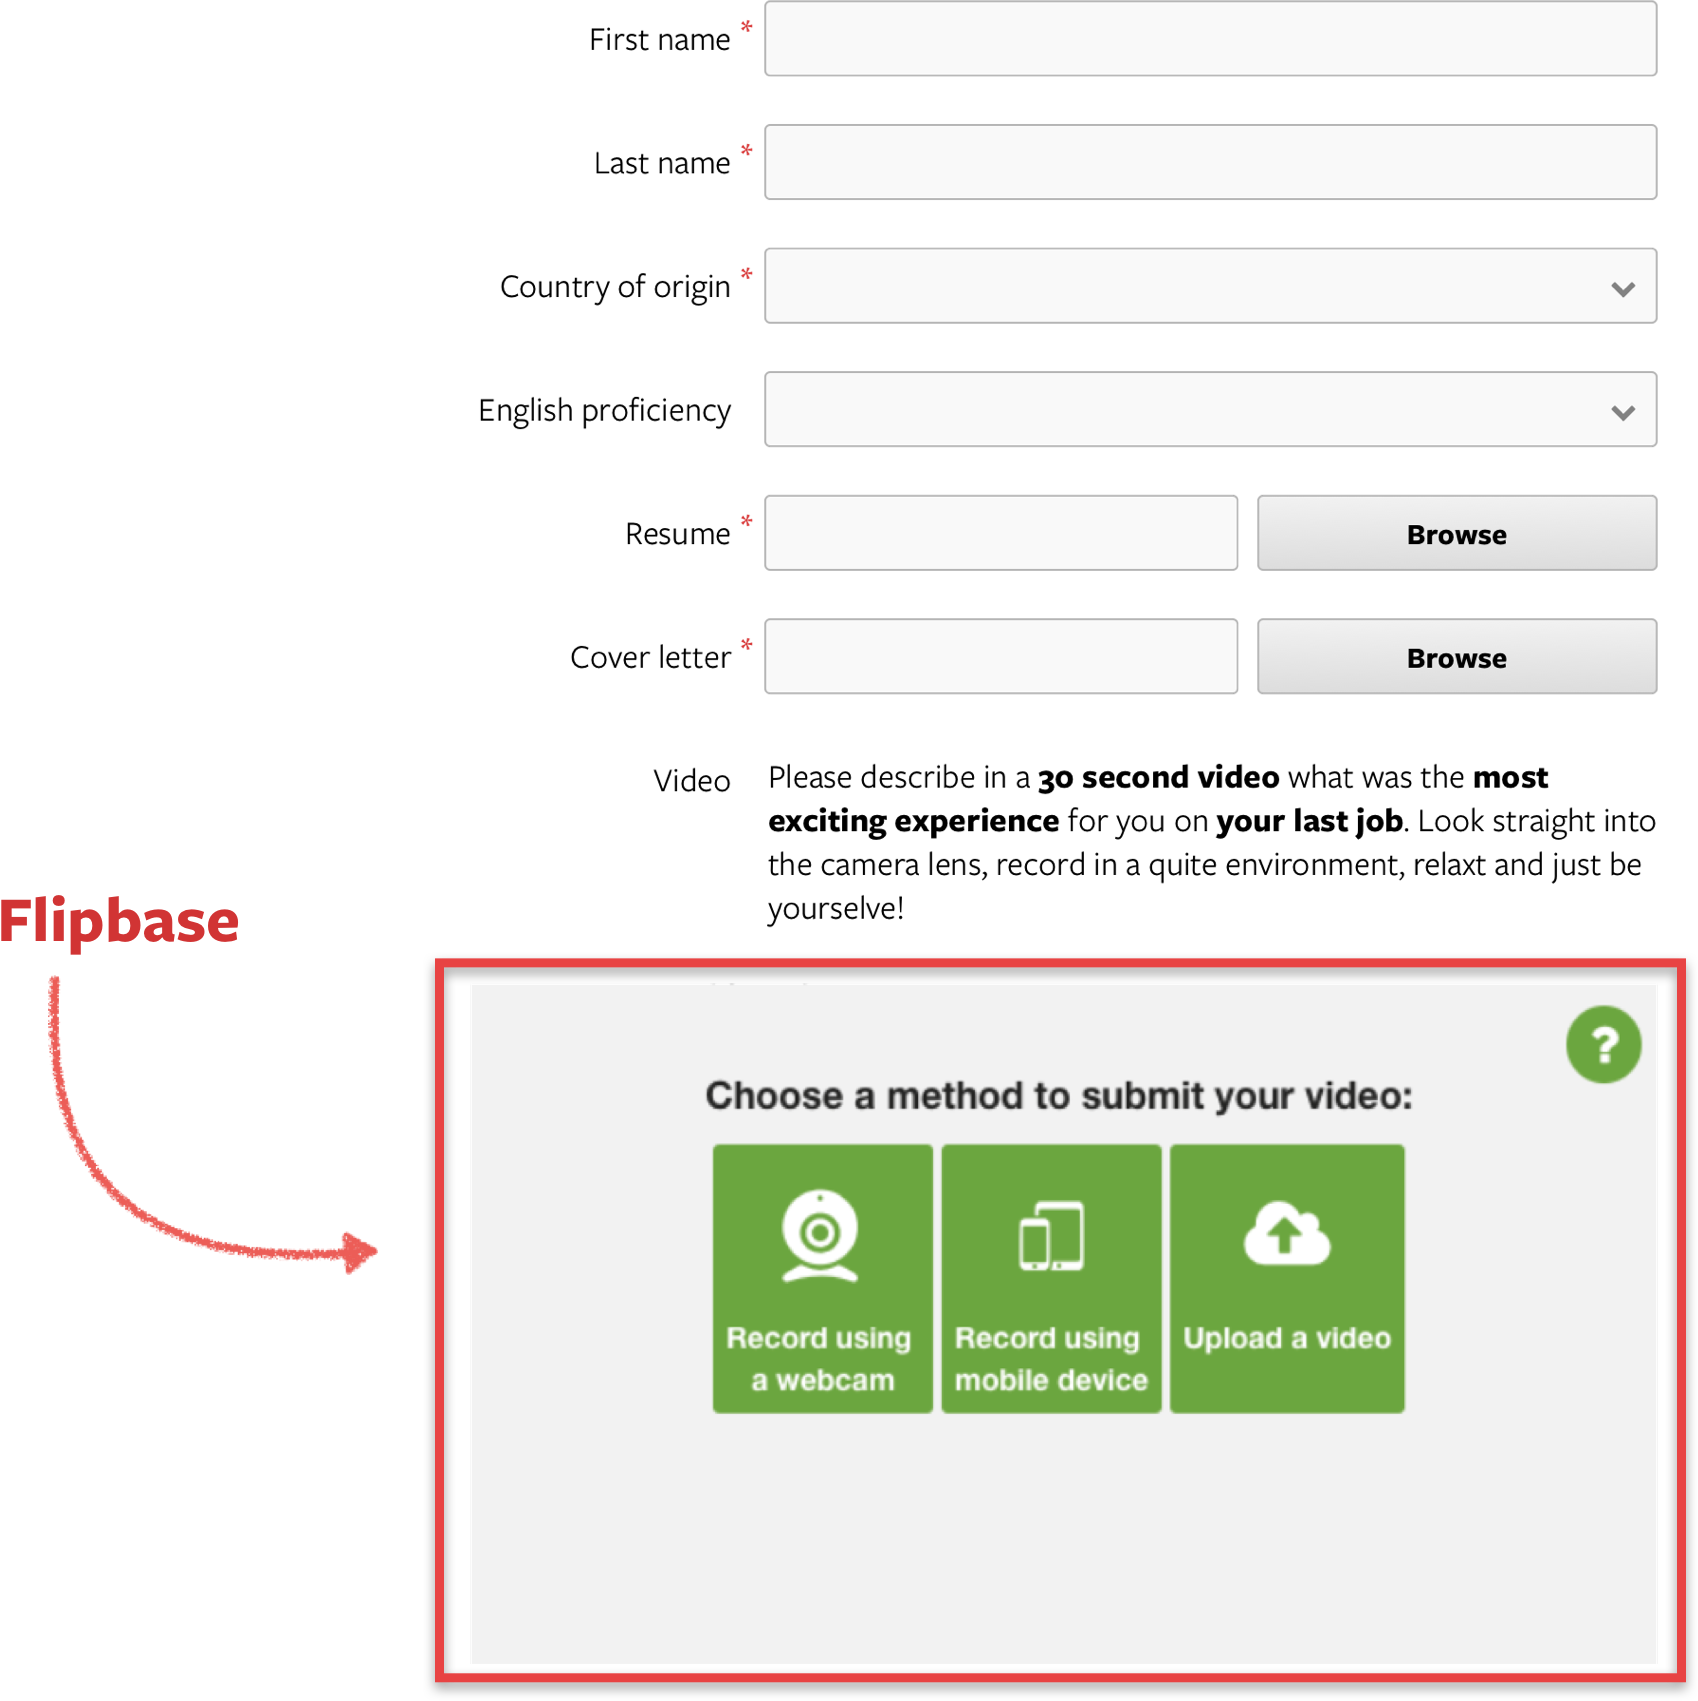 First name *
Last name *
Country of origin *
English proficiency
Resume *
Browse
Cover letter *
Browse
Video
Please describe in a 30 second video what was the most
exciting experience for you on your last job. Look straight into
the camera lens, record in a quite environment, relaxt and just be
yourselve!
Flipbase
?
Choose a method to submit your video:
Record using
a webcam
Record using
mobile device
Upload a video